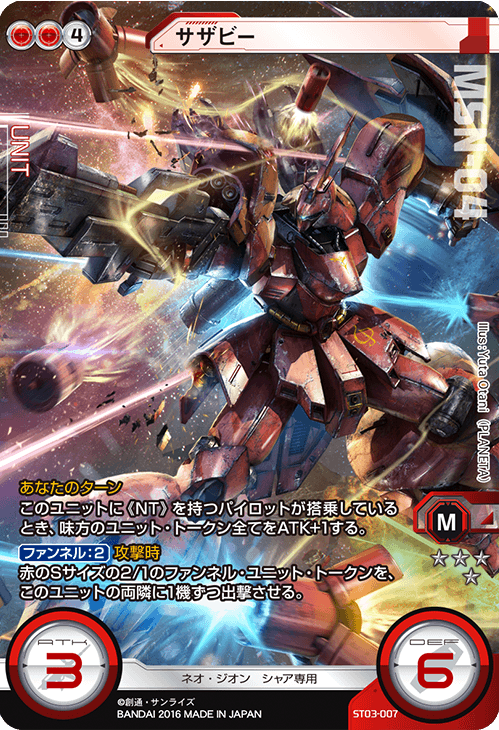 4
サザビー
MSN-04
UNIT
Illus:Yuta Otani (PLANETA)
あなたのターン
このユニットに《NT》を持つパイロットが搭乗している
とき、味方のユニット・トークン全てをATK+1する。
ファンネル:2 攻撃時
赤のSサイズの2/1のファンネル・ユニット・トークンを、
このユニットの両隣に1機ずつ出撃させる。
M
ATK
3
DEF
6
ネオ・ジオン シャア専用
©創通・サンライズ
BANDAI 2016 MADE IN JAPAN
ST03-007